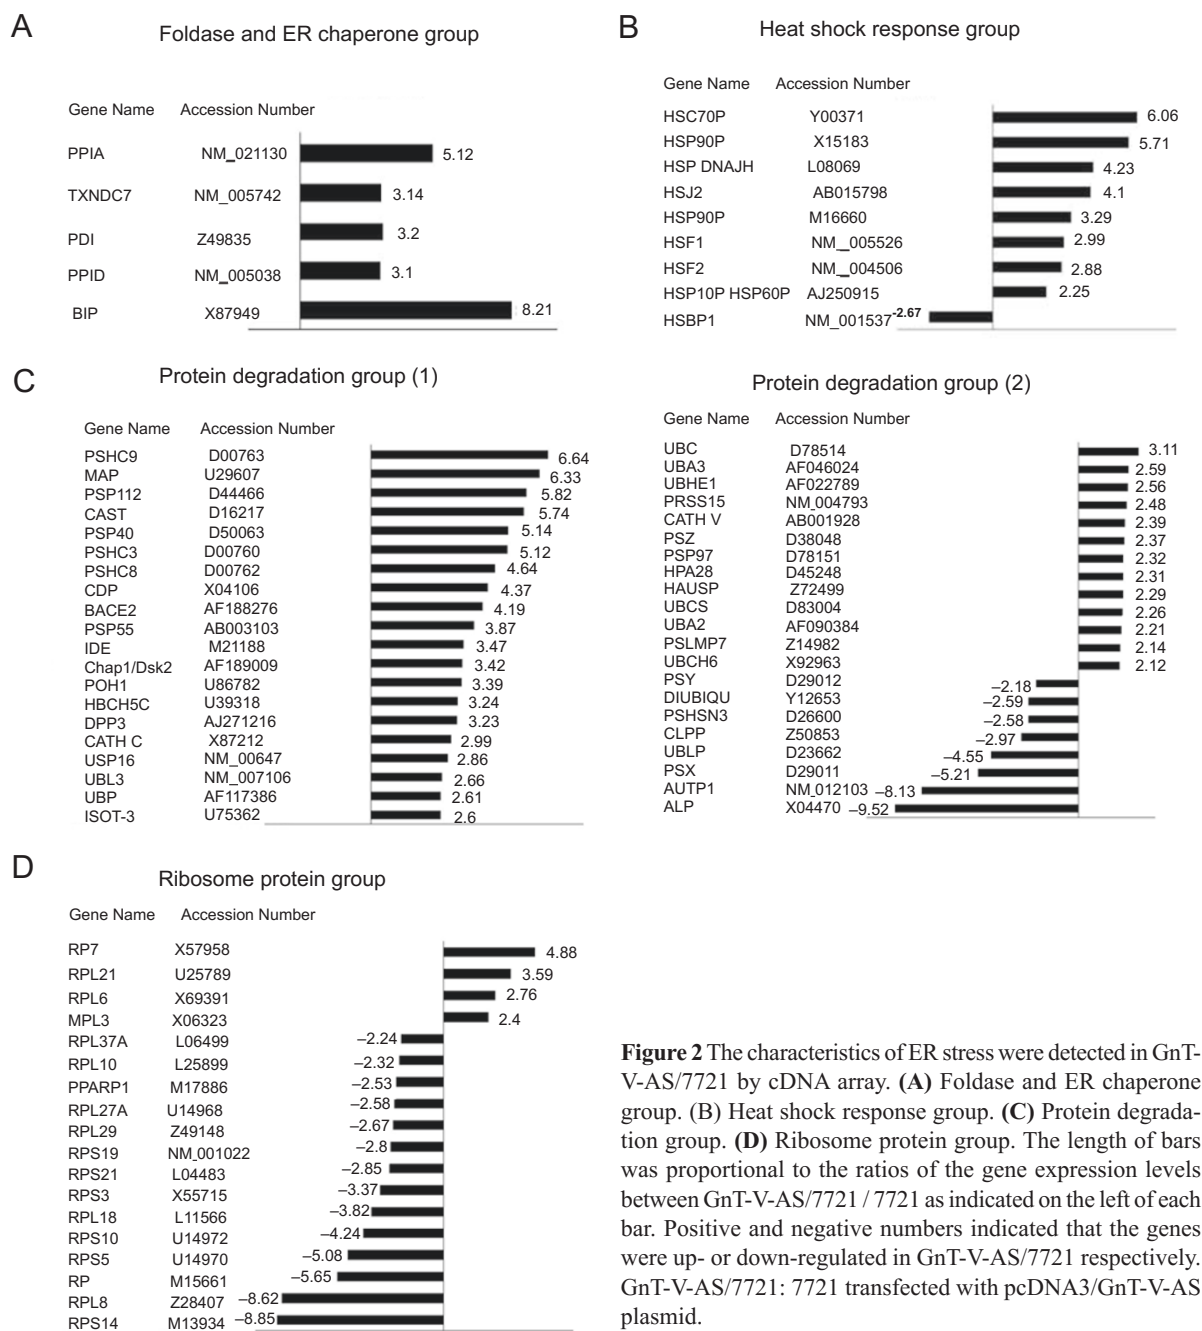 A
Foldase and ER chaperone group
Gene Name Accession Number
PPIA NM_021130 5.12
TXNDC7 NM_005742 3.14
PDI Z49835 3.2
PPID NM_005038 3.1
BIP X87949 8.21
B
Heat shock response group
Gene Name Accession Number
HSC70P Y00371 6.06
HSP90P X15183 5.71
HSP DNAJH L08069 4.23
HSJ2 AB015798 4.1
HSP90P M16660 3.29
HSF1 NM_005526 2.99
HSF2 NM_004506 2.88
HSP10P HSP60P AJ250915 2.25
HSBP1 NM_001537 -2.67
C
Protein degradation group (1)
Gene Name Accession Number
PSHC9 D00763 6.64
MAP U29607 6.33
PSP112 D44466 5.82
CAST D16217 5.74
PSP40 D50063 5.14
PSHC3 D00760 5.12
PSHC8 D00762 4.64
CDP X04106 4.37
BACE2 AF188276 4.19
PSP55 AB003103 3.87
IDE M21188 3.47
Chap1/Dsk2 AF189009 3.42
POH1 U86782 3.39
HBCH5C U39318 3.24
DPP3 AJ271216 3.23
CATH C X87212 2.99
USP16 NM_00647 2.86
UBL3 NM_007106 2.66
UBP AF117386 2.61
ISOT-3 U75362 2.6
Protein degradation group (2)
Gene Name Accession Number
UBC D78514 3.11
UBA3 AF046024 2.59
UBHE1 AF022789 2.56
PRSS15 NM_004793 2.48
CATH V AB001928 2.39
PSZ D38048 2.37
PSP97 D78151 2.32
HPA28 D45248 2.31
HAUSP Z72499 2.29
UBCS D83004 2.26
UBA2 AF090384 2.21
PSLMP7 Z14982 2.14
UBCH6 X92963 2.12
PSY D29012 –2.18
DIUBIQU Y12653 –2.59
PSHSN3 D26600 –2.58
CLPP Z50853 –2.97
UBLP D23662 –4.55
PSX D29011 –5.21
AUTP1 NM_012103 –8.13
ALP X04470 –9.52
D
Ribosome protein group
Gene Name Accession Number
RP7 X57958 4.88
RPL21 U25789 3.59
RPL6 X69391 2.76
MPL3 X06323 2.4
RPL37A L06499 –2.24
RPL10 L25899 –2.32
PPARP1 M17886 –2.53
RPL27A U14968 –2.58
RPL29 Z49148 –2.67
RPS19 NM_001022 –2.8
RPS21 L04483 –2.85
RPS3 X55715 –3.37
RPL18 L11566 –3.82
RPS10 U14972 –4.24
RPS5 U14970 –5.08
RP M15661 –5.65
RPL8 Z28407 –8.62
RPS14 M13934 –8.85
Figure 2 The characteristics of ER stress were detected in GnT-
V-AS/7721 by cDNA array. (A) Foldase and ER chaperone
group. (B) Heat shock response group. (C) Protein degrada-
tion group. (D) Ribosome protein group. The length of bars
was proportional to the ratios of the gene expression levels
between GnT-V-AS/7721 / 7721 as indicated on the left of each
bar. Positive and negative numbers indicated that the genes
were up- or down-regulated in GnT-V-AS/7721 respectively.
GnT-V-AS/7721: 7721 transfected with pcDNA3/GnT-V-AS
plasmid.